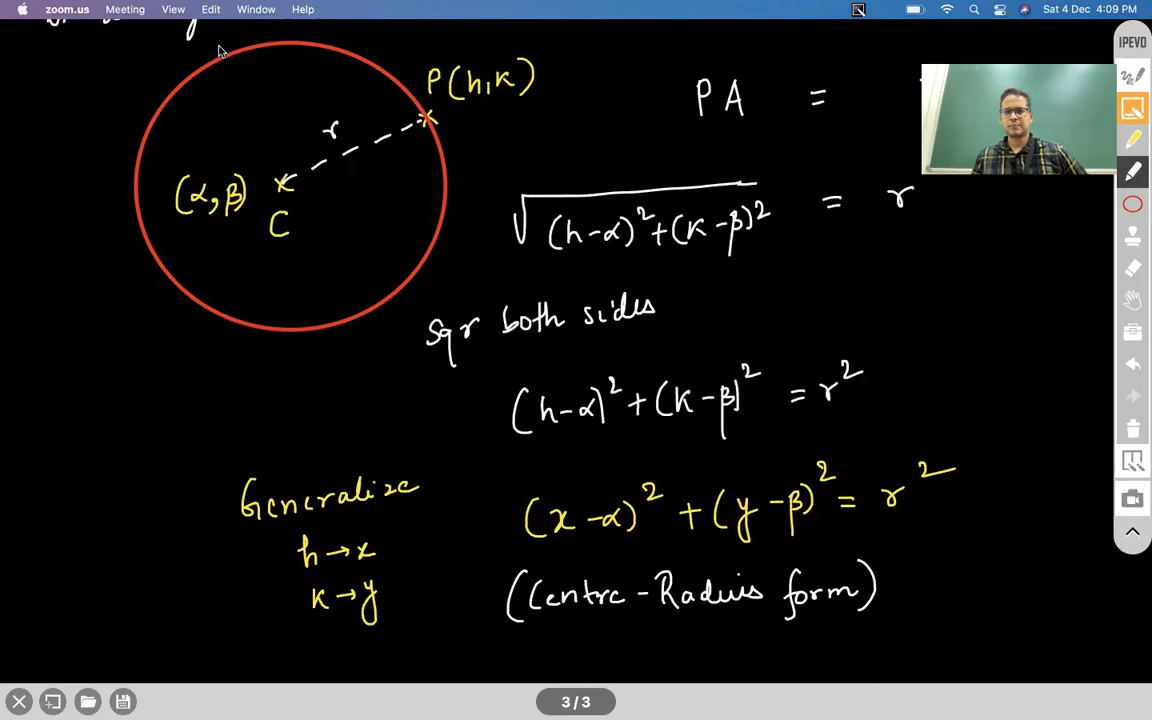 zoom.us Meeting View Edit Window Help Sat 4 Dec 4:09 PM
IPEVO
P(h,k)
PA =
r
(α,β)
C
√(h-α)²+(k-β)² = r
Sqr both sides
(h-α)²+(k-β)² = r²
Generalize
h→x
k→y
(x-α)²+(y-β)² = r²
(Centre-Radius form)
3/3